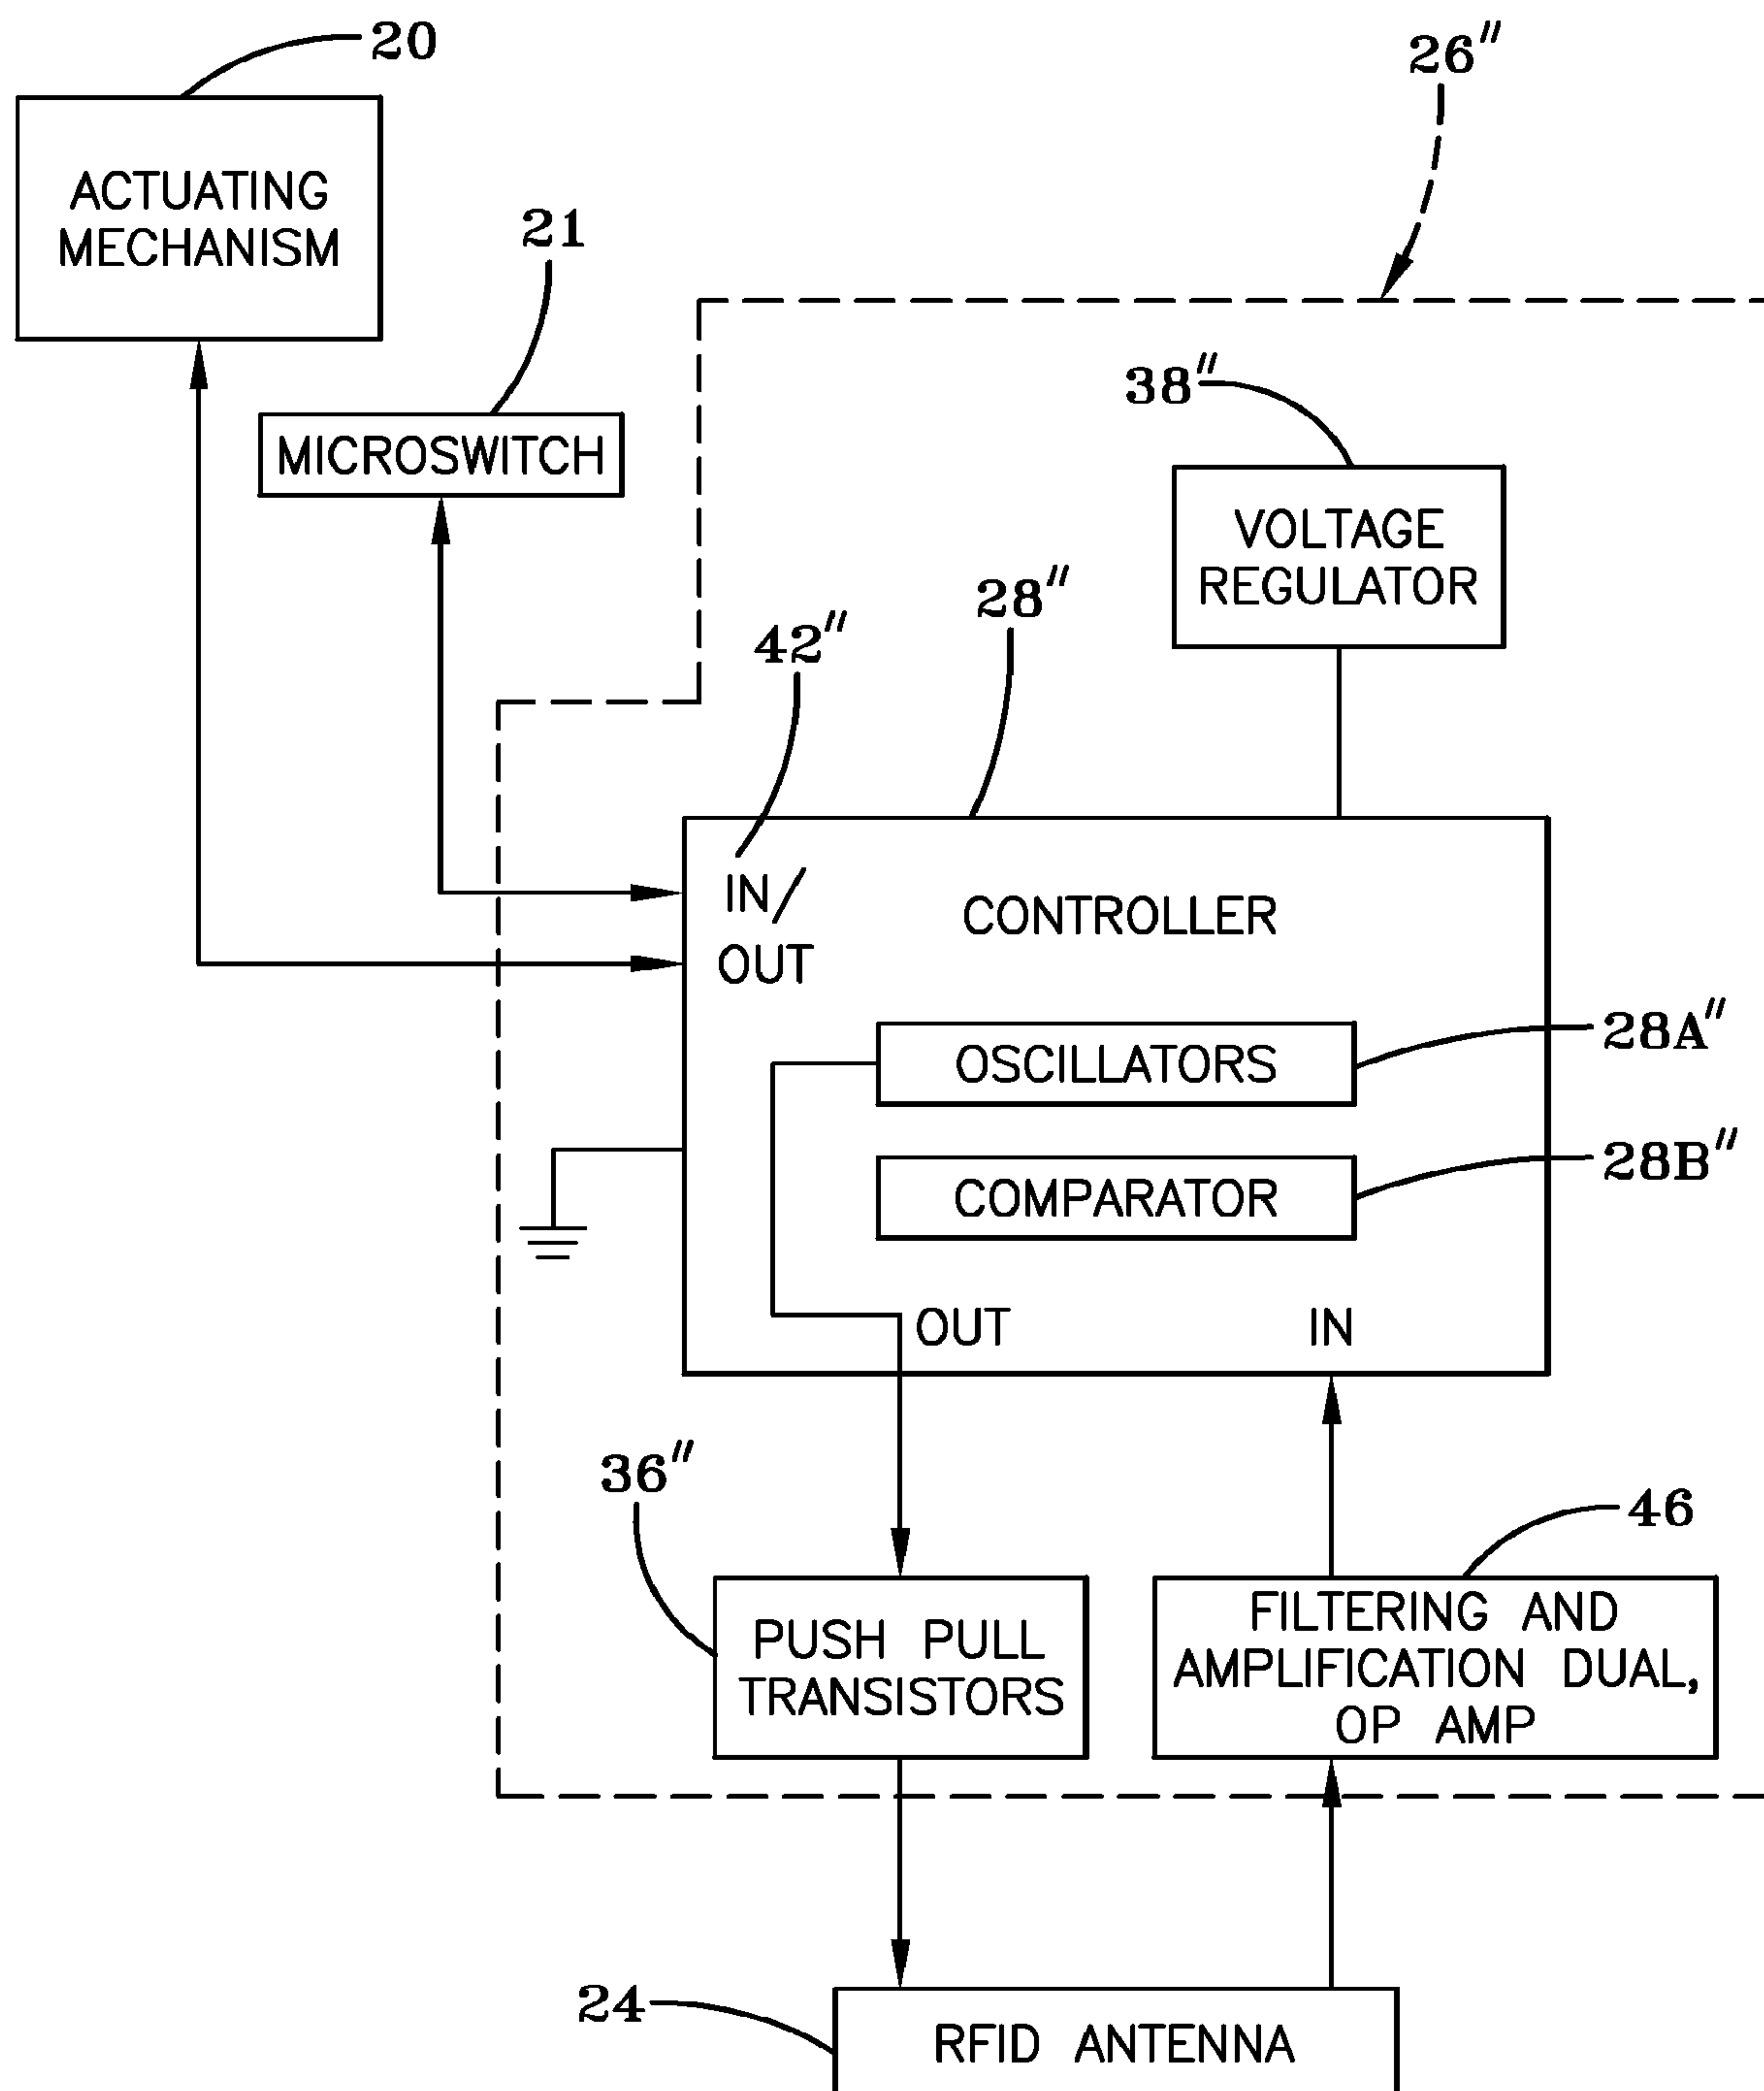 20
26″
ACTUATING
MECHANISM
21
38″
MICROSWITCH
VOLTAGE
REGULATOR
28″
42″
IN/
OUT
CONTROLLER
28A″
OSCILLATORS
28B″
COMPARATOR
OUT
IN
36″
46
PUSH PULL
TRANSISTORS
FILTERING AND
AMPLIFICATION DUAL,
OP AMP
24
RFID ANTENNA